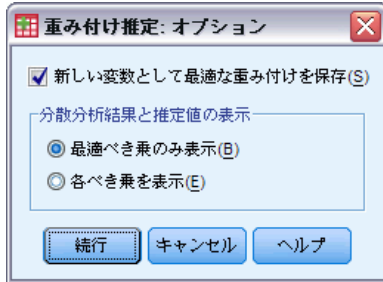 重み付け推定: オプション
新しい変数として最適な重み付けを保存(S)
分散分析結果と推定値の表示
最適べき乗のみ表示(B)
各べき乗を表示(E)
続行 キャンセル ヘルプ